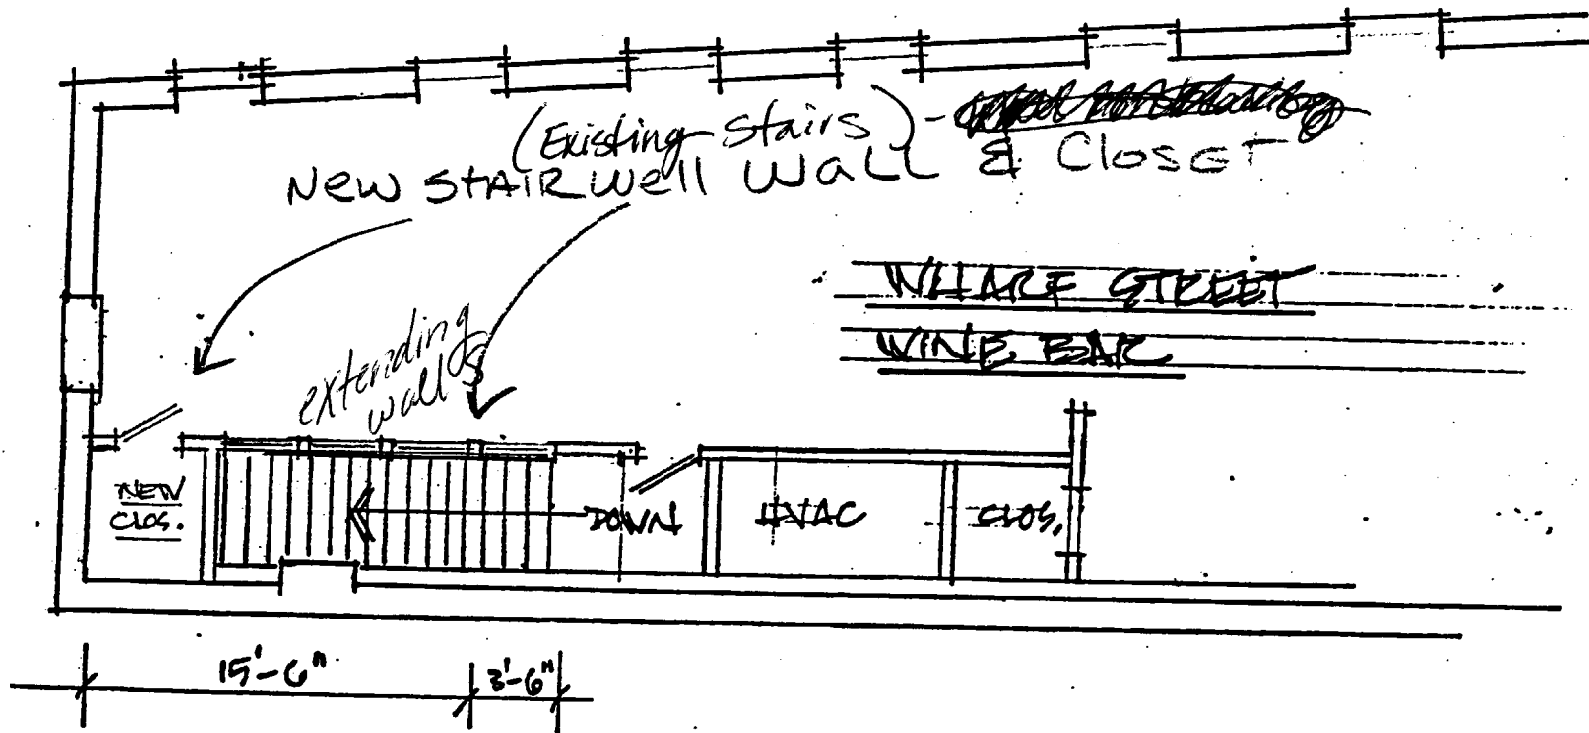 (Existing Stairs) -
NEW STAIRWELL WALL & CLOSET
WHARF STREET
WINE BAR
extending
walls
NEW
CLOS.
DOWN
HVAC
CLOS.
15'-6"
3'-6"